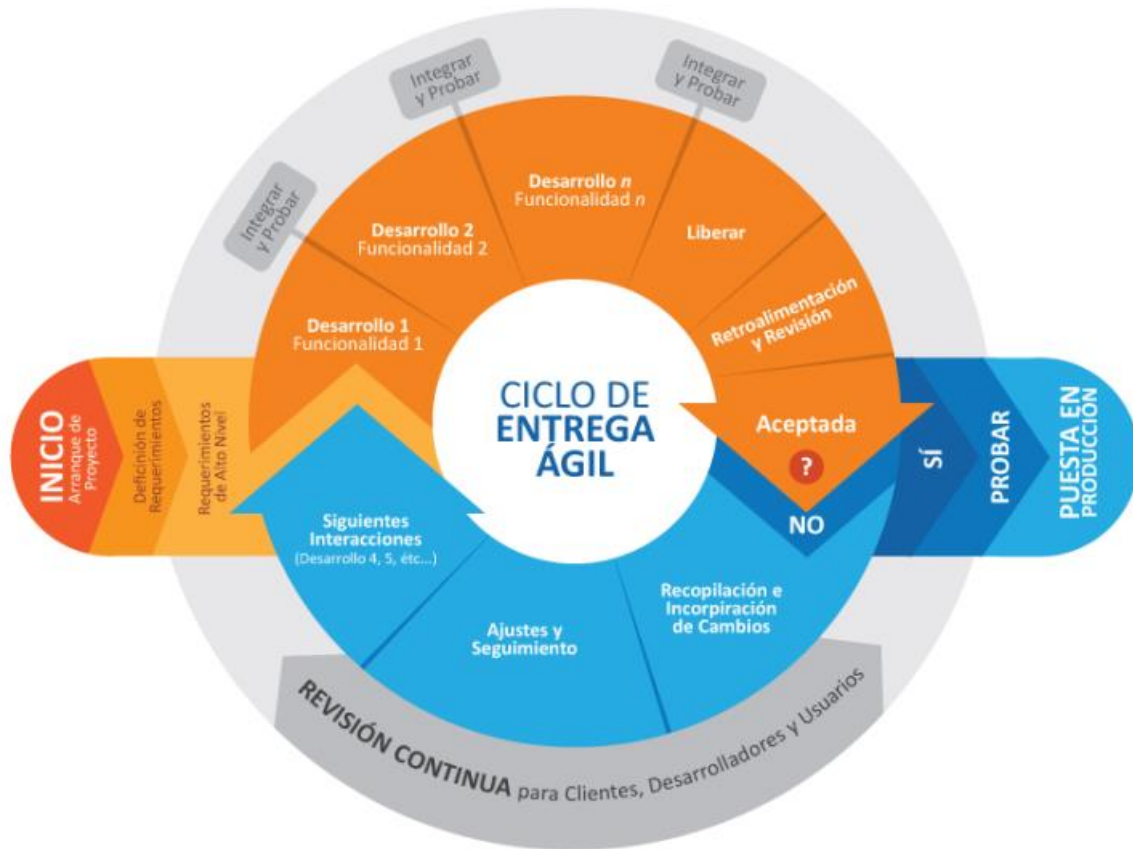 INICIO
Arranque de
Proyecto
Deficinión de
Requerimientos
Requerimientos
de Alto Nivel
Desarrollo 1
Funcionalidad 1
Integrar
y Probar
Desarrollo 2
Funcionalidad 2
Integrar
y Probar
Desarrollo n
Funcionalidad n
Integrar
y Probar
Liberar
Retroalimentación
y Revisión
Aceptada
?
NO
SÍ
PROBAR
PUESTA EN
PRODUCCIÓN
CICLO DE
ENTREGA
ÁGIL
Recopilación e
Incorpiración
de Cambios
Ajustes y
Seguimiento
Siguientes
Interacciones
(Desarrollo 4, 5, étc...)
REVISIÓN CONTINUA para Clientes, Desarrolladores y Usuarios